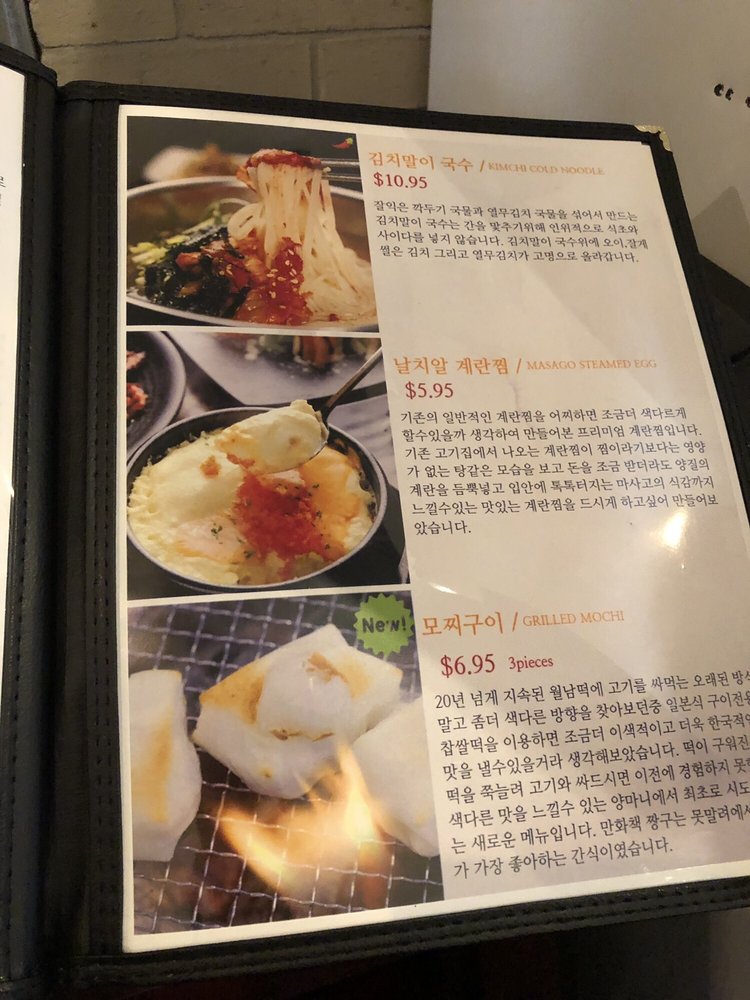 김치말이 국수 / KIMCHI COLD NOODLE
$10.95
잘익은 깍두기 국물과 열무김치 국물을 섞어서 만드는
김치말이 국수는 간을 맞추기위해 인위적으로 식초와
사이다를 넣지 않습니다. 김치말이 국수위에 오이,잘게
썰은 김치 그리고 열무김치가 고명으로 올라갑니다.
날치알 계란찜 / MASAGO STEAMED EGG
$5.95
기존의 일반적인 계란찜을 어찌하면 조금더 색다르게
할수있을까 생각하여 만들어본 프리미엄 계란찜입니다.
기존 고기집에서 나오는 계란찜이 찜이라기보다는 영양
가 없는 탕같은 모습을 보고 돈을 조금 받더라도 양질의
계란을 듬뿍넣고 입안에 톡톡터지는 마사고의 식감까지
느낄수있는 맛있는 계란찜을 드시게 하고싶어 만들어보
았습니다.
New!
모찌구이 / GRILLED MOCHI
$6.95 3pieces
20년 넘게 지속된 월남떡에 고기를 싸먹는 오래된 방식
말고 좀더 색다른 방향을 찾아보던중 일본식 구이전용
찹쌀떡을 이용하면 조금더 이색적이고 더욱 한국적인
맛을 낼수있을거라 생각해보았습니다. 떡이 구워진
떡을 쭉늘려 고기와 싸드시면 이전에 경험하지 못한
색다른 맛을 느낄수 있는 양마니에서 최초로 시도
는 새로운 메뉴입니다. 만화책 짱구는 못말려에서
가 가장 좋아하는 간식이였습니다.